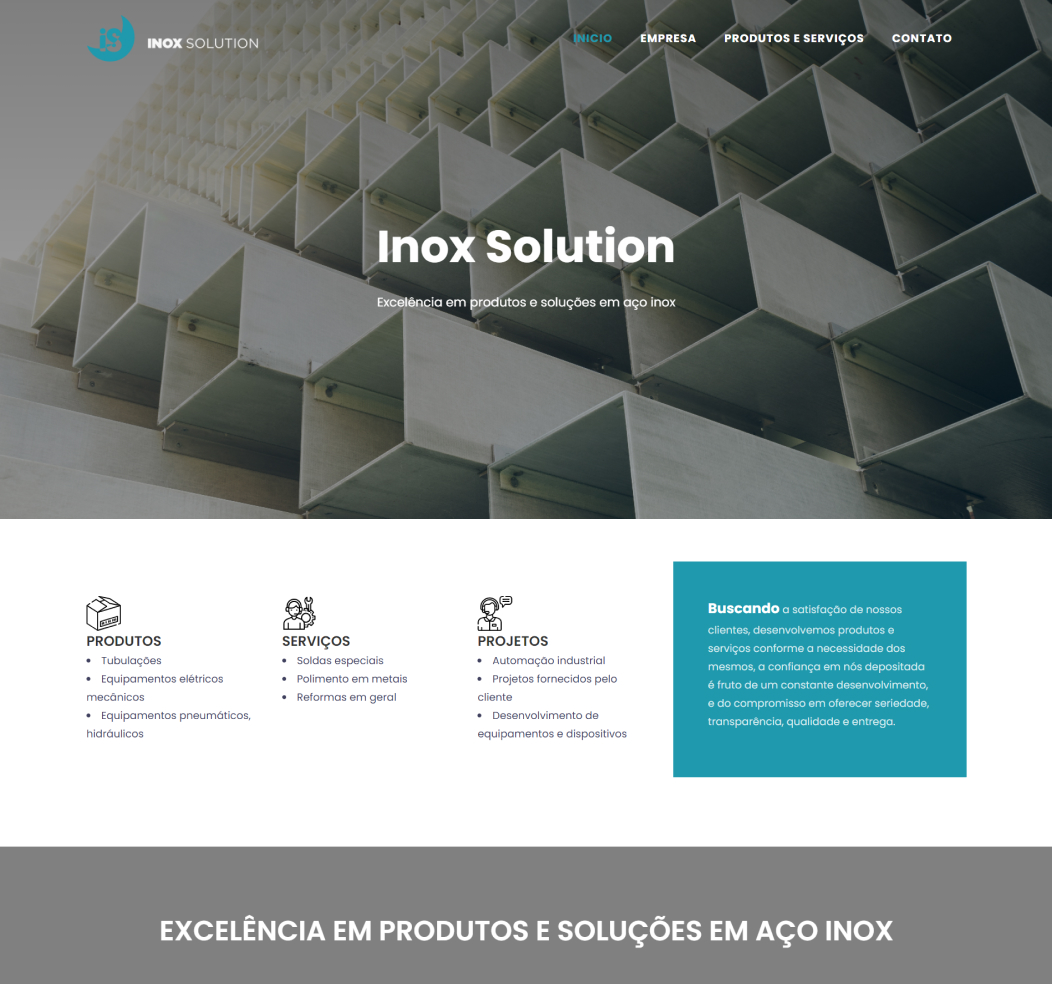 iS
INOX SOLUTION
INICIO EMPRESA PRODUTOS E SERVIÇOS CONTATO
Inox Solution
Excelência em produtos e soluções em aço inox
PRODUTOS
Tubulações
Equipamentos elétricos
mecânicos
Equipamentos pneumáticos,
hidráulicos
SERVIÇOS
Soldas especiais
Polimento em metais
Reformas em geral
PROJETOS
Automação industrial
Projetos fornecidos pelo
cliente
Desenvolvimento de
equipamentos e dispositivos
Buscando a satisfação de nossos
clientes, desenvolvemos produtos e
serviços conforme a necessidade dos
mesmos, a confiança em nós depositada
é fruto de um constante desenvolvimento,
e do compromisso em oferecer seriedade,
transparência, qualidade e entrega.
EXCELÊNCIA EM PRODUTOS E SOLUÇÕES EM AÇO INOX